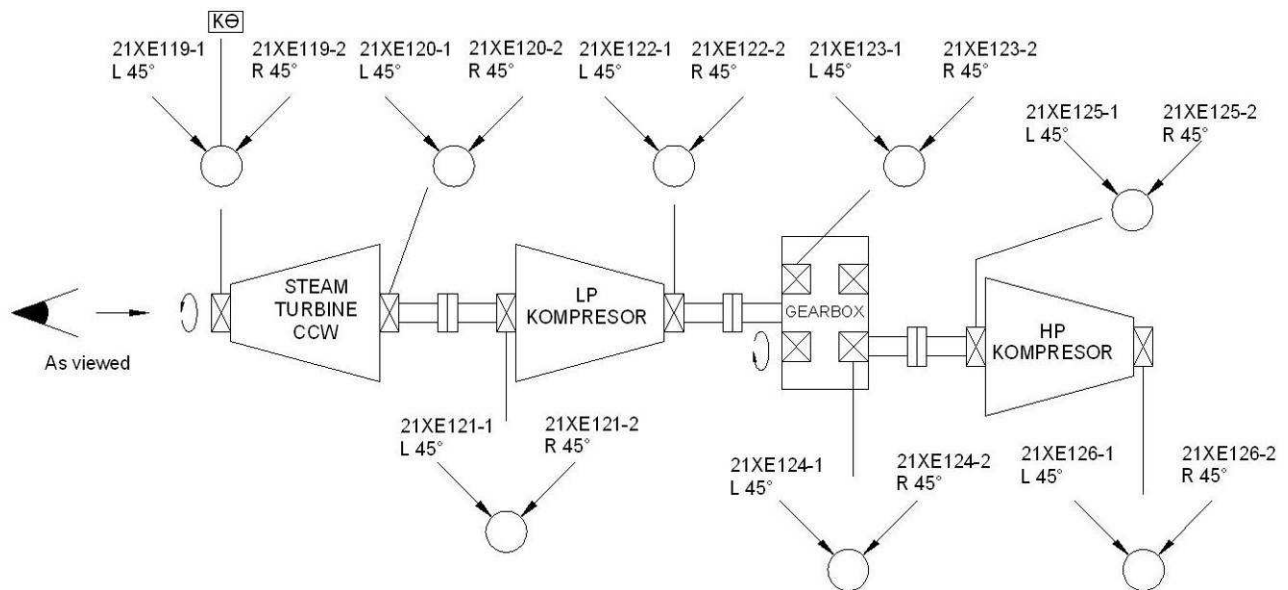 KΘ
21XE119-1
L 45°
21XE119-2
R 45°
21XE120-1
L 45°
21XE120-2
R 45°
21XE122-1
L 45°
21XE122-2
R 45°
21XE123-1
L 45°
21XE123-2
R 45°
21XE125-1
L 45°
21XE125-2
R 45°
As viewed
STEAM
TURBINE
CCW
LP
KOMPRESOR
GEARBOX
HP
KOMPRESOR
21XE121-1
L 45°
21XE121-2
R 45°
21XE124-1
L 45°
21XE124-2
R 45°
21XE126-1
L 45°
21XE126-2
R 45°